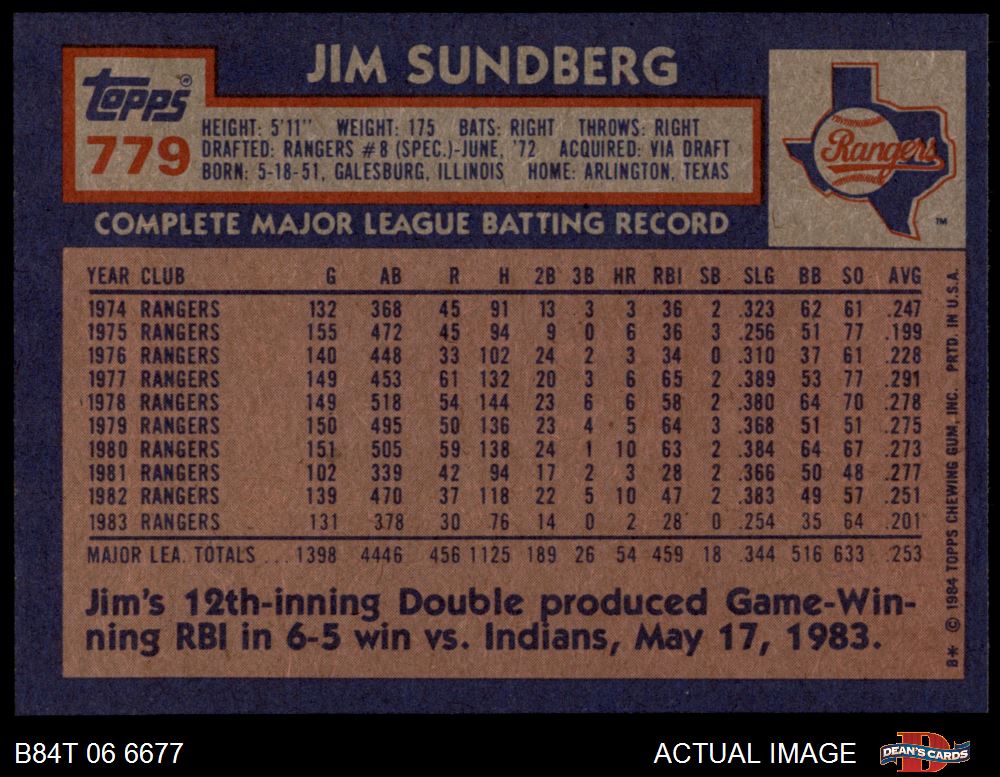 JIM SUNDBERG
Topps®
779
HEIGHT: 5'11" WEIGHT: 175 BATS: RIGHT THROWS: RIGHT
DRAFTED: RANGERS #8 (SPEC.)-JUNE, '72 ACQUIRED: VIA DRAFT
BORN: 5-18-51, GALESBURG, ILLINOIS HOME: ARLINGTON, TEXAS
Rangers
TM
COMPLETE MAJOR LEAGUE BATTING RECORD
YEAR CLUB G AB R H 2B 3B HR RBI SB SLG BB SO AVG
1974 RANGERS 132 368 45 91 13 3 3 36 2 .323 62 61 .247
1975 RANGERS 155 472 45 94 9 0 6 36 3 .256 51 77 .199
1976 RANGERS 140 448 33 102 24 2 3 34 0 .310 37 61 .228
1977 RANGERS 149 453 61 132 20 3 6 65 2 .389 53 77 .291
1978 RANGERS 149 518 54 144 23 6 6 58 2 .380 64 70 .278
1979 RANGERS 150 495 50 136 23 4 5 64 3 .368 51 51 .275
1980 RANGERS 151 505 59 138 24 1 10 63 2 .384 64 67 .273
1981 RANGERS 102 339 42 94 17 2 3 28 2 .366 50 48 .277
1982 RANGERS 139 470 37 118 22 5 10 47 2 .383 49 57 .251
1983 RANGERS 131 378 30 76 14 0 2 28 0 .254 35 64 .201
MAJOR LEA. TOTALS ... 1398 4446 456 1125 189 26 54 459 18 .344 516 633 .253
Jim's 12th-inning Double produced Game-Win-
ning RBI in 6-5 win vs. Indians, May 17, 1983.
B* © 1984 TOPPS CHEWING GUM, INC. PRTD. IN U.S.A.
B84T 06 6677
ACTUAL IMAGE
DEAN'S CARDS